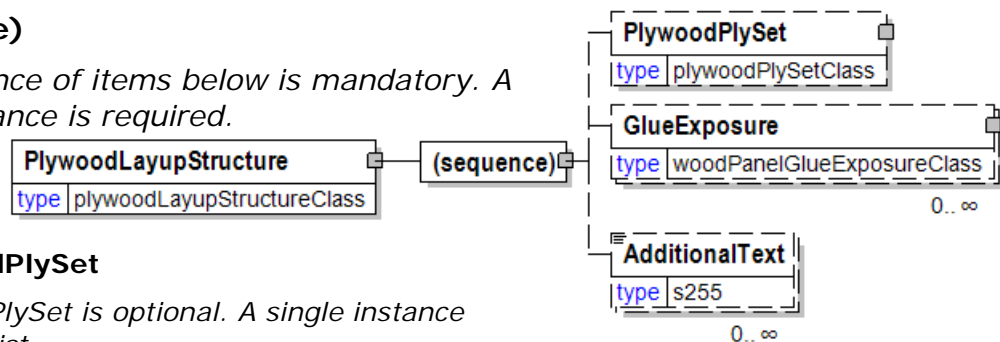 e)
nce of items below is mandatory. A
ance is required.
PlywoodLayupStructure
type plywoodLayupStructureClass
(sequence)
PlywoodPlySet
type plywoodPlySetClass
GlueExposure
type woodPanelGlueExposureClass
0.. ∞
AdditionalText
type s255
0.. ∞
dPlySet
PlySet is optional. A single instance